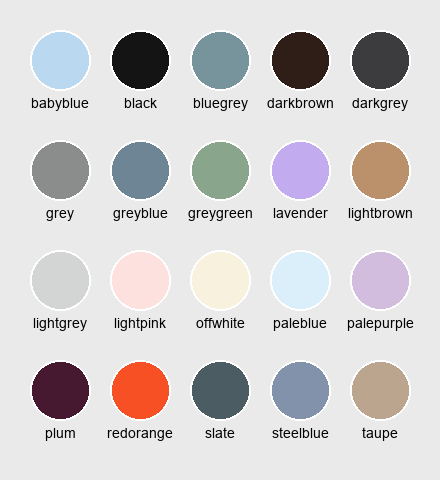 babyblue black bluegrey darkbrown darkgrey
grey greyblue greygreen lavender lightbrown
lightgrey lightpink offwhite paleblue palepurple
plum redorange slate steelblue taupe